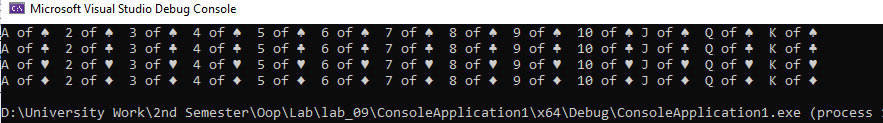 Microsoft Visual Studio Debug Console
A of ♠ 2 of ♠ 3 of ♠ 4 of ♠ 5 of ♠ 6 of ♠ 7 of ♠ 8 of ♠ 9 of ♠ 10 of ♠ J of ♠ Q of ♠ K of ♠
A of ♣ 2 of ♣ 3 of ♣ 4 of ♣ 5 of ♣ 6 of ♣ 7 of ♣ 8 of ♣ 9 of ♣ 10 of ♣ J of ♣ Q of ♣ K of ♣
A of ♥ 2 of ♥ 3 of ♥ 4 of ♥ 5 of ♥ 6 of ♥ 7 of ♥ 8 of ♥ 9 of ♥ 10 of ♥ J of ♥ Q of ♥ K of ♥
A of ♦ 2 of ♦ 3 of ♦ 4 of ♦ 5 of ♦ 6 of ♦ 7 of ♦ 8 of ♦ 9 of ♦ 10 of ♦ J of ♦ Q of ♦ K of ♦
D:\University Work\2nd Semester\Oop\Lab\lab_09\ConsoleApplication1\x64\Debug\ConsoleApplication1.exe (process